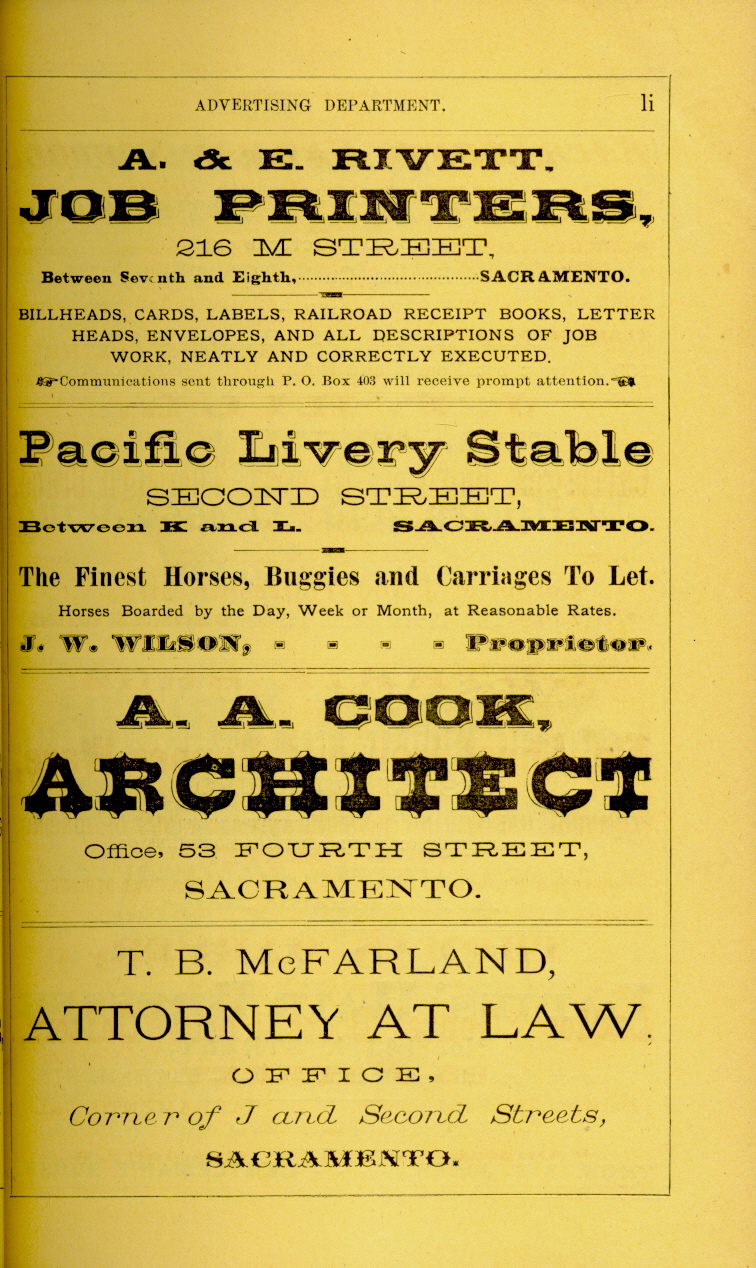 ADVERTISING DEPARTMENT. li
A. & E. RIVETT,
JOB PRINTERS,
216 M STREET,
Between Seventh and Eighth,..........................................SACRAMENTO.
BILLHEADS, CARDS, LABELS, RAILROAD RECEIPT BOOKS, LETTER
HEADS, ENVELOPES, AND ALL DESCRIPTIONS OF JOB
WORK, NEATLY AND CORRECTLY EXECUTED.
☞Communications sent through P. O. Box 403 will receive prompt attention.☜
Pacific Livery Stable
SECOND STREET,
Between K and L. SACRAMENTO.
The Finest Horses, Buggies and Carriages To Let.
Horses Boarded by the Day, Week or Month, at Reasonable Rates.
J. W. WILSON, - - - - Proprietor.
A. A. COOK,
ARCHITECT
Office, 53 FOURTH STREET,
SACRAMENTO.
T. B. McFARLAND,
ATTORNEY AT LAW.
OFFICE,
Corner of J and Second Streets,
SACRAMENTO.